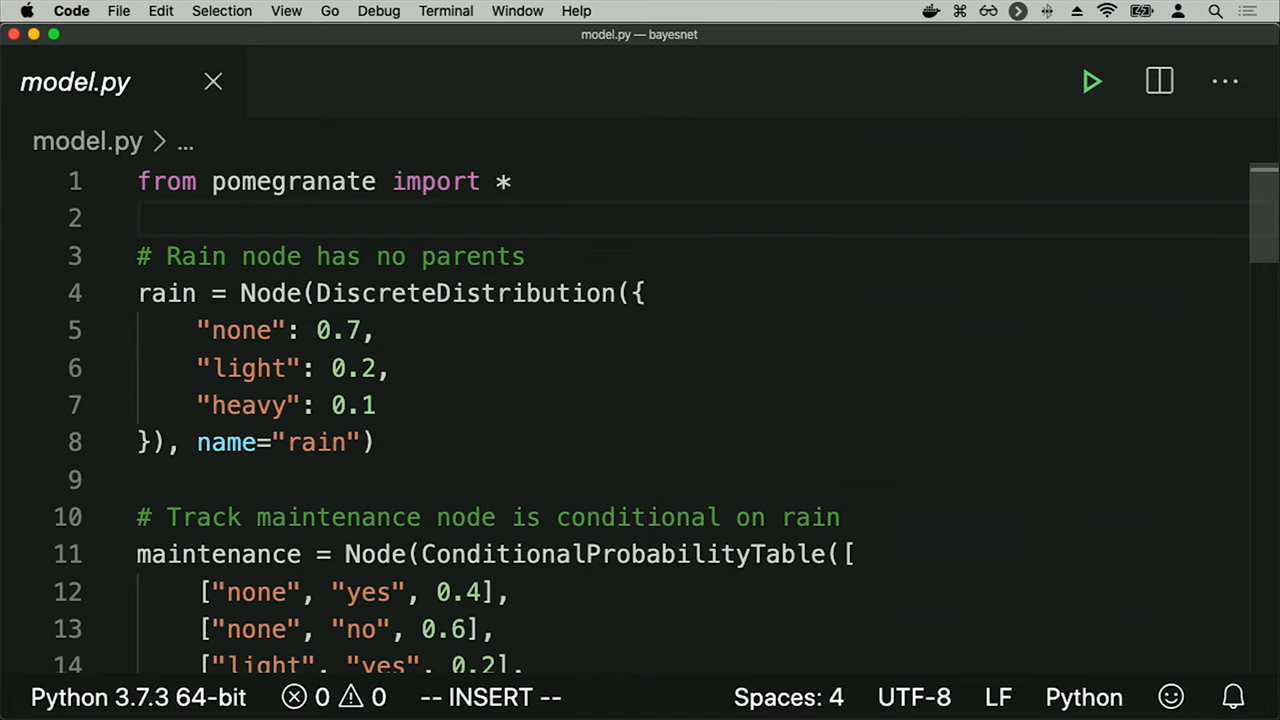 Code File Edit Selection View Go Debug Terminal Window Help
model.py — bayesnet
model.py
model.py > ...
1 from pomegranate import *
2
3 # Rain node has no parents
4 rain = Node(DiscreteDistribution({
5 "none": 0.7,
6 "light": 0.2,
7 "heavy": 0.1
8 }), name="rain")
9
10 # Track maintenance node is conditional on rain
11 maintenance = Node(ConditionalProbabilityTable([
12 ["none", "yes", 0.4],
13 ["none", "no", 0.6],
14 ["light", "yes", 0.2],
Python 3.7.3 64-bit 0 0 -- INSERT -- Spaces: 4 UTF-8 LF Python